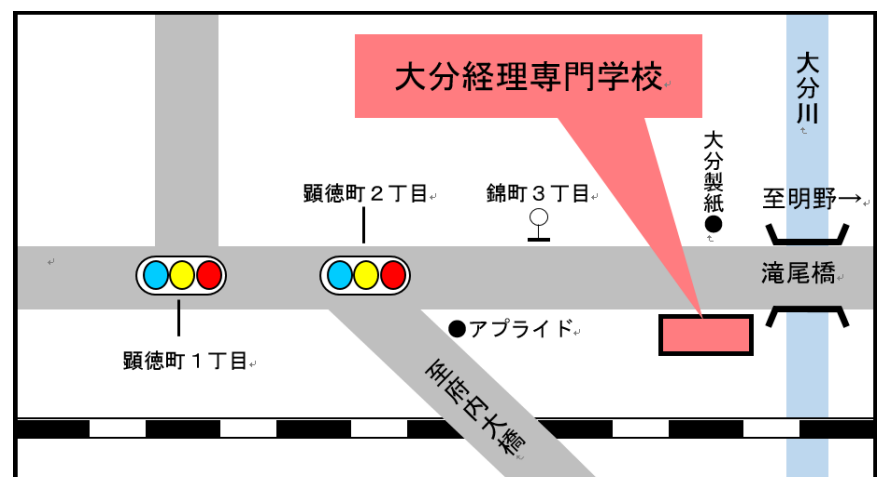 大分経理専門学校
大分川
大分製紙
顕徳町２丁目
錦町３丁目
至明野→
滝尾橋
アプライド
顕徳町１丁目
至府内大橋